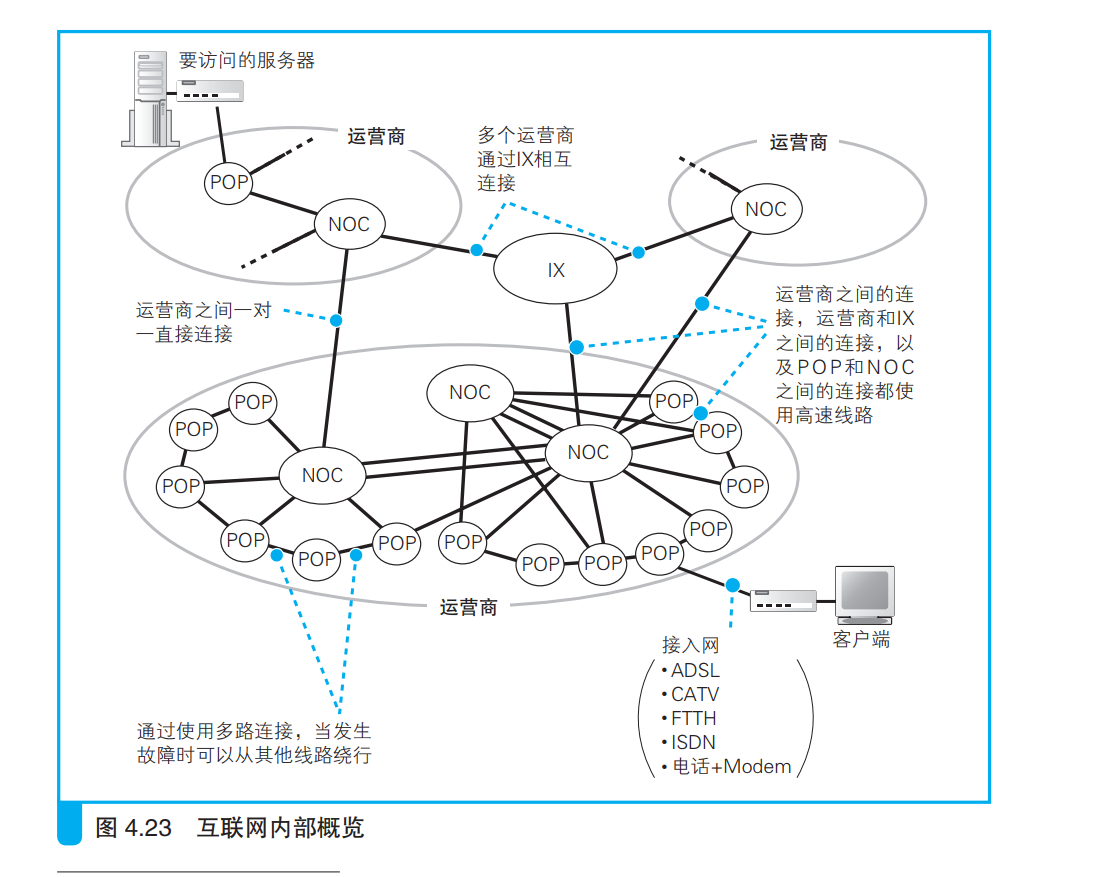 要访问的服务器
运营商
多个运营商
通过IX相互
连接
运营商
POP
NOC
NOC
IX
运营商之间一对
一直接连接
运营商之间的连
接，运营商和IX
之间的连接，以
及POP和NOC
之间的连接都使
用高速线路
NOC
POP
POP
POP
POP
NOC
NOC
POP
POP
POP
POP
POP
POP
POP
POP
POP
POP
POP
运营商
客户端
接入网
•ADSL
•CATV
•FTTH
•ISDN
•电话+Modem
通过使用多路连接，当发生
故障时可以从其他线路绕行
图 4.23 互联网内部概览